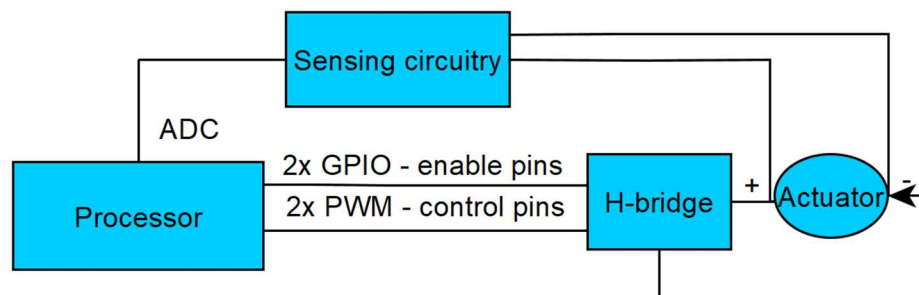 Sensing circuitry
ADC
2x GPIO - enable pins
Processor
2x PWM - control pins
H-bridge
+
Actuator
-